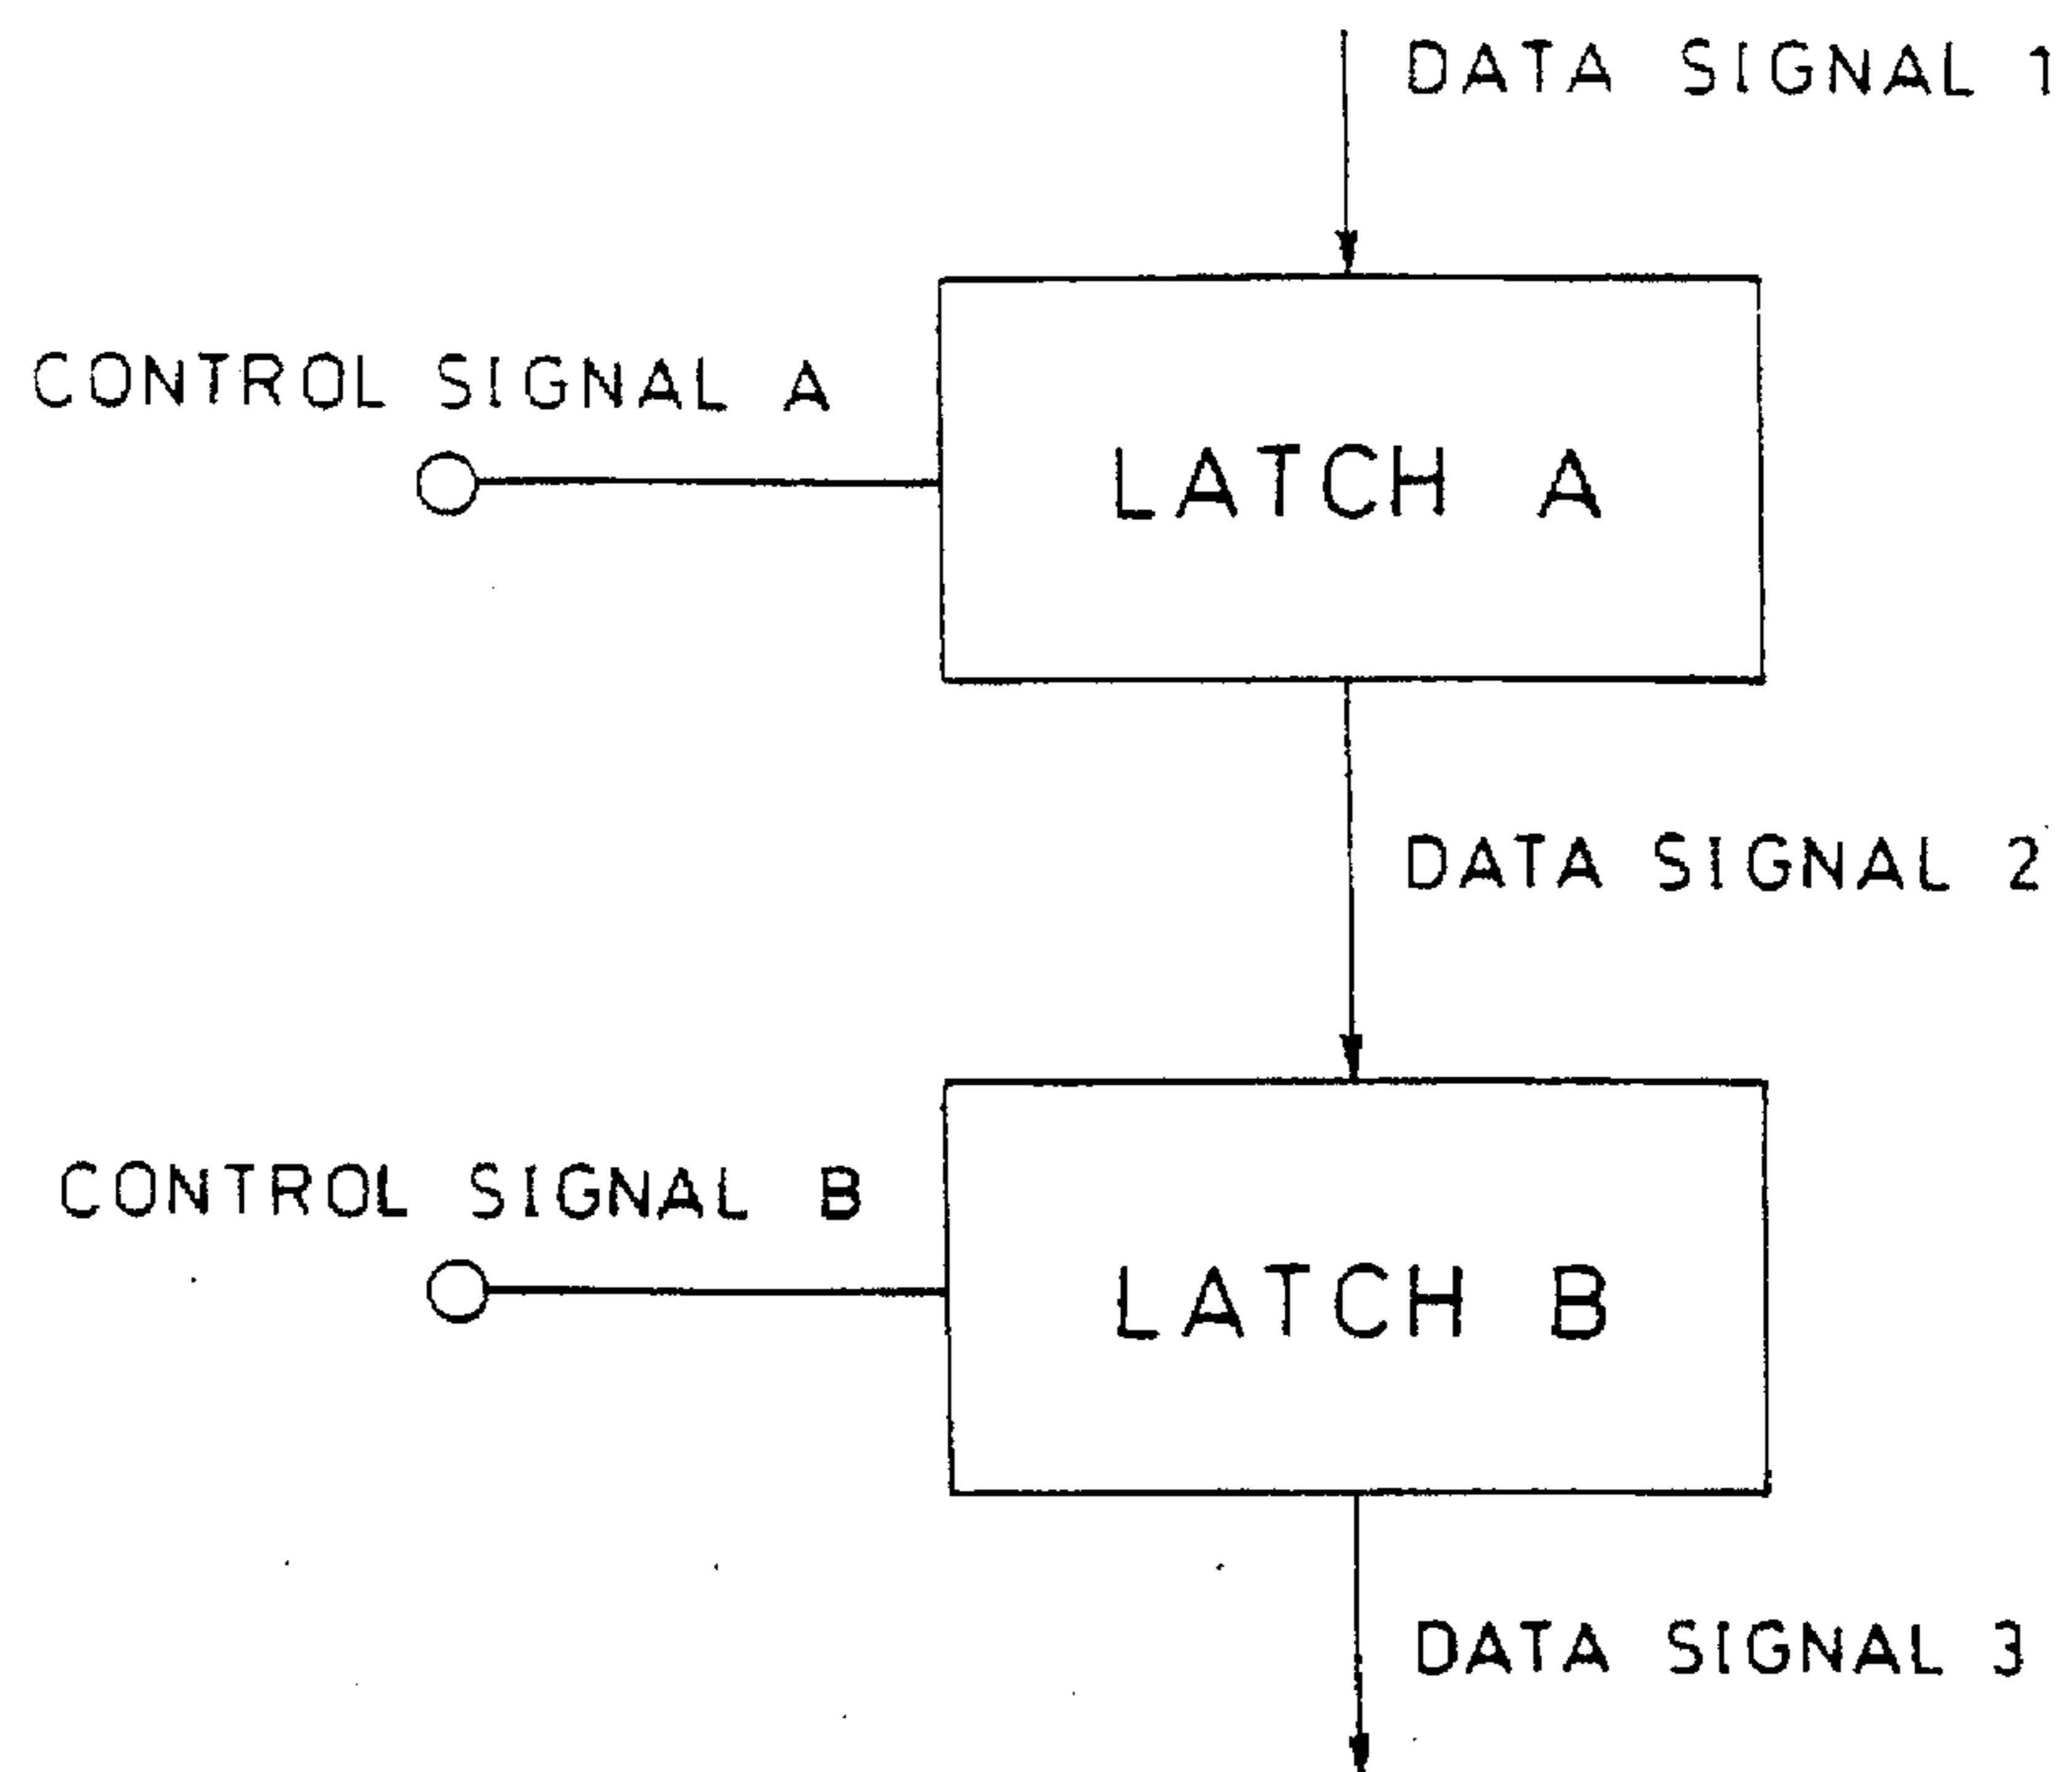 DATA SIGNAL 1
CONTROL SIGNAL A
LATCH A
DATA SIGNAL 2
CONTROL SIGNAL B
LATCH B
DATA SIGNAL 3